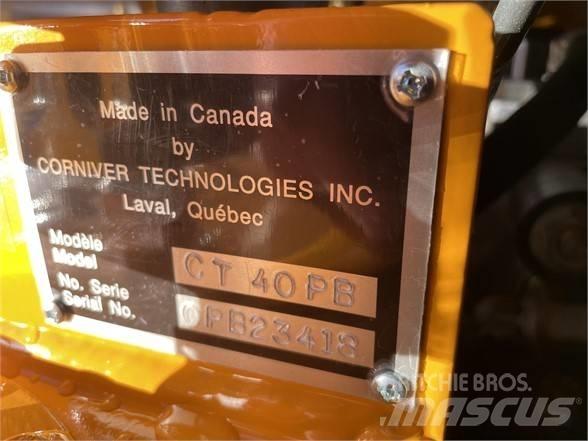 Made in Canada
by
CORNIVER TECHNOLOGIES INC.
Laval, Québec
Modèle
Model
CT 40PB
No. Serie
Serial No.
0PB23418
RITCHIE BROS.
MASCUS